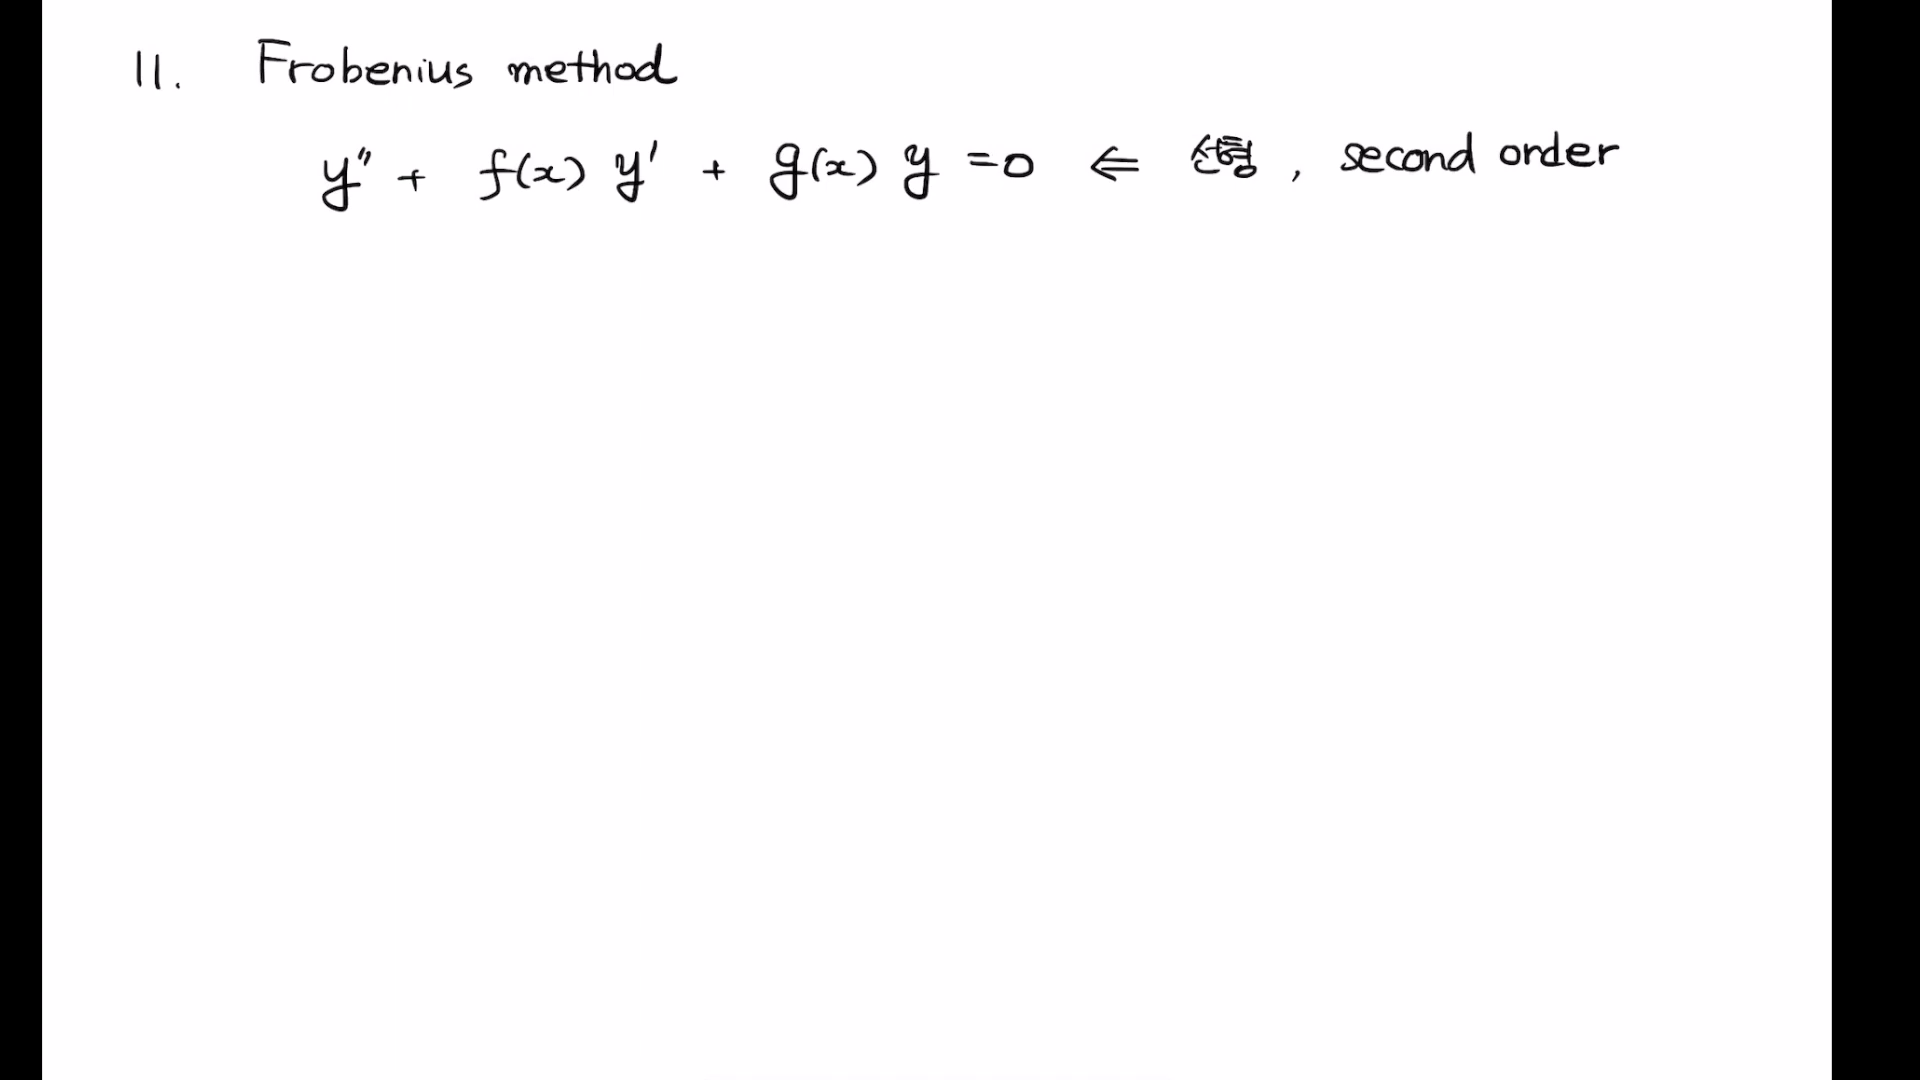 11. Frobenius method
y" + f(x) y' + g(x) y = 0 ⇐ 선형, second order